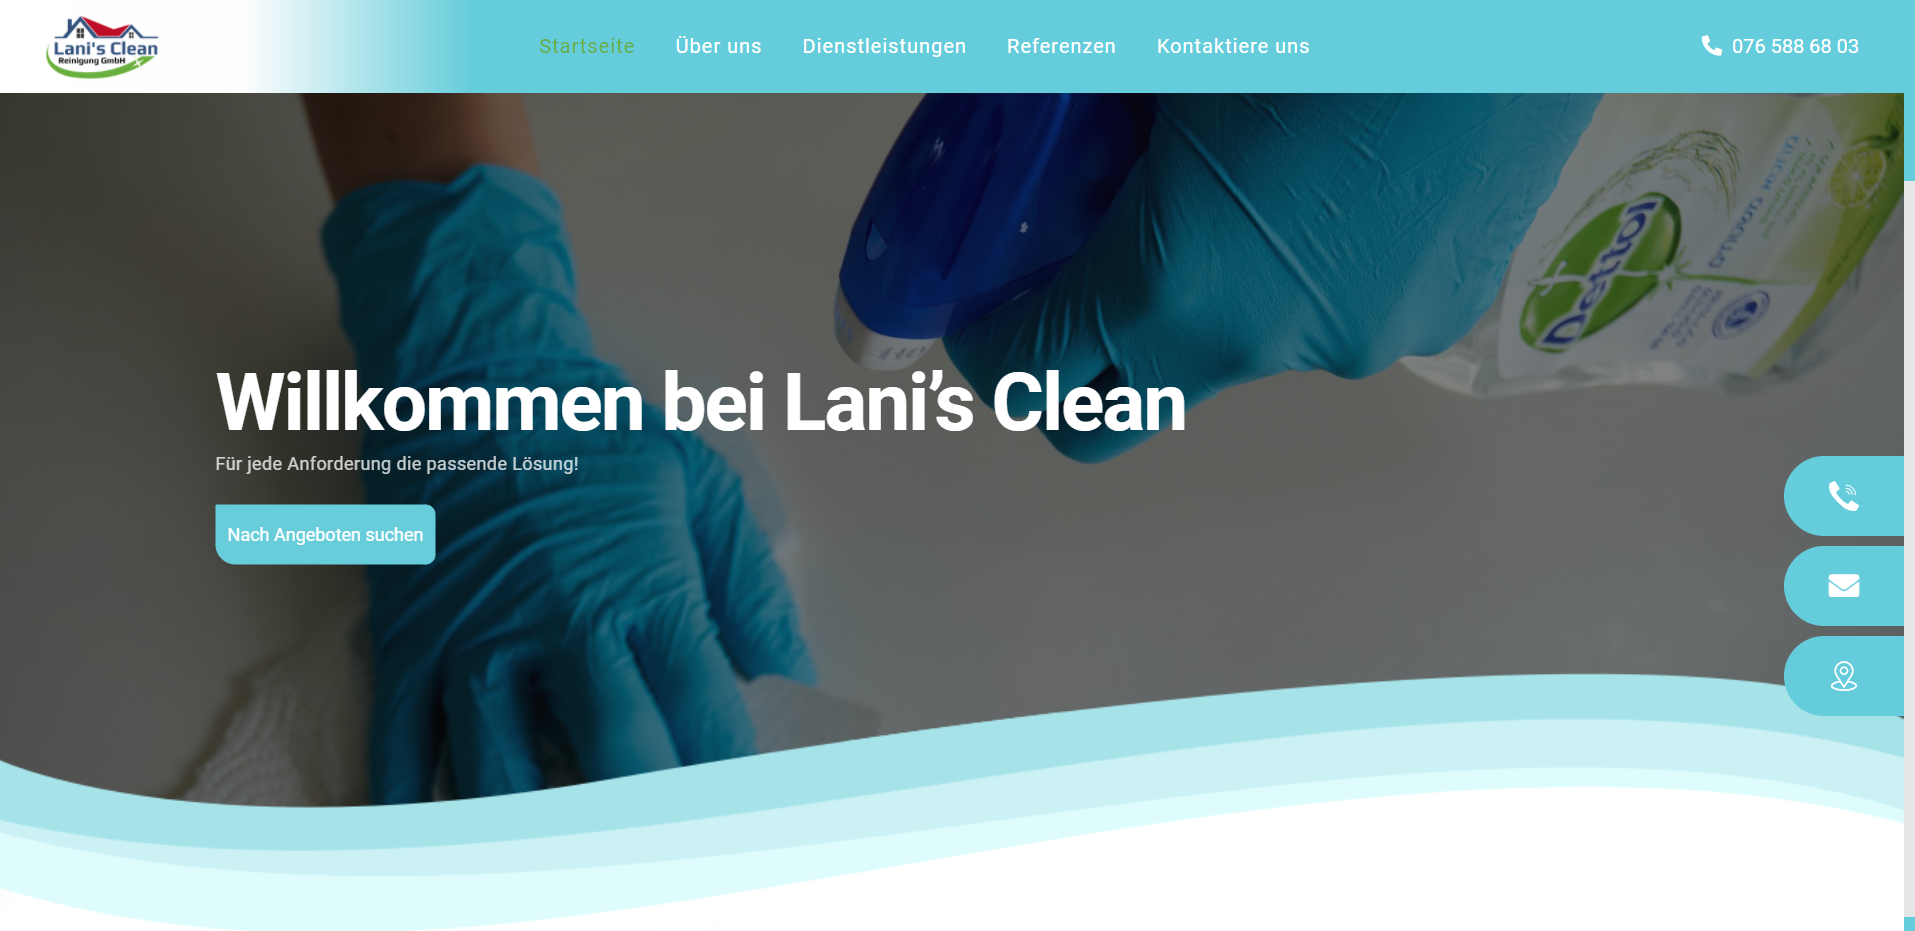 Lani's Clean
Reinigung GmbH
Startseite
Über uns
Dienstleistungen
Referenzen
Kontaktiere uns
076 588 68 03
Dettol
Willkommen bei Lani’s Clean
Für jede Anforderung die passende Lösung!
Nach Angeboten suchen